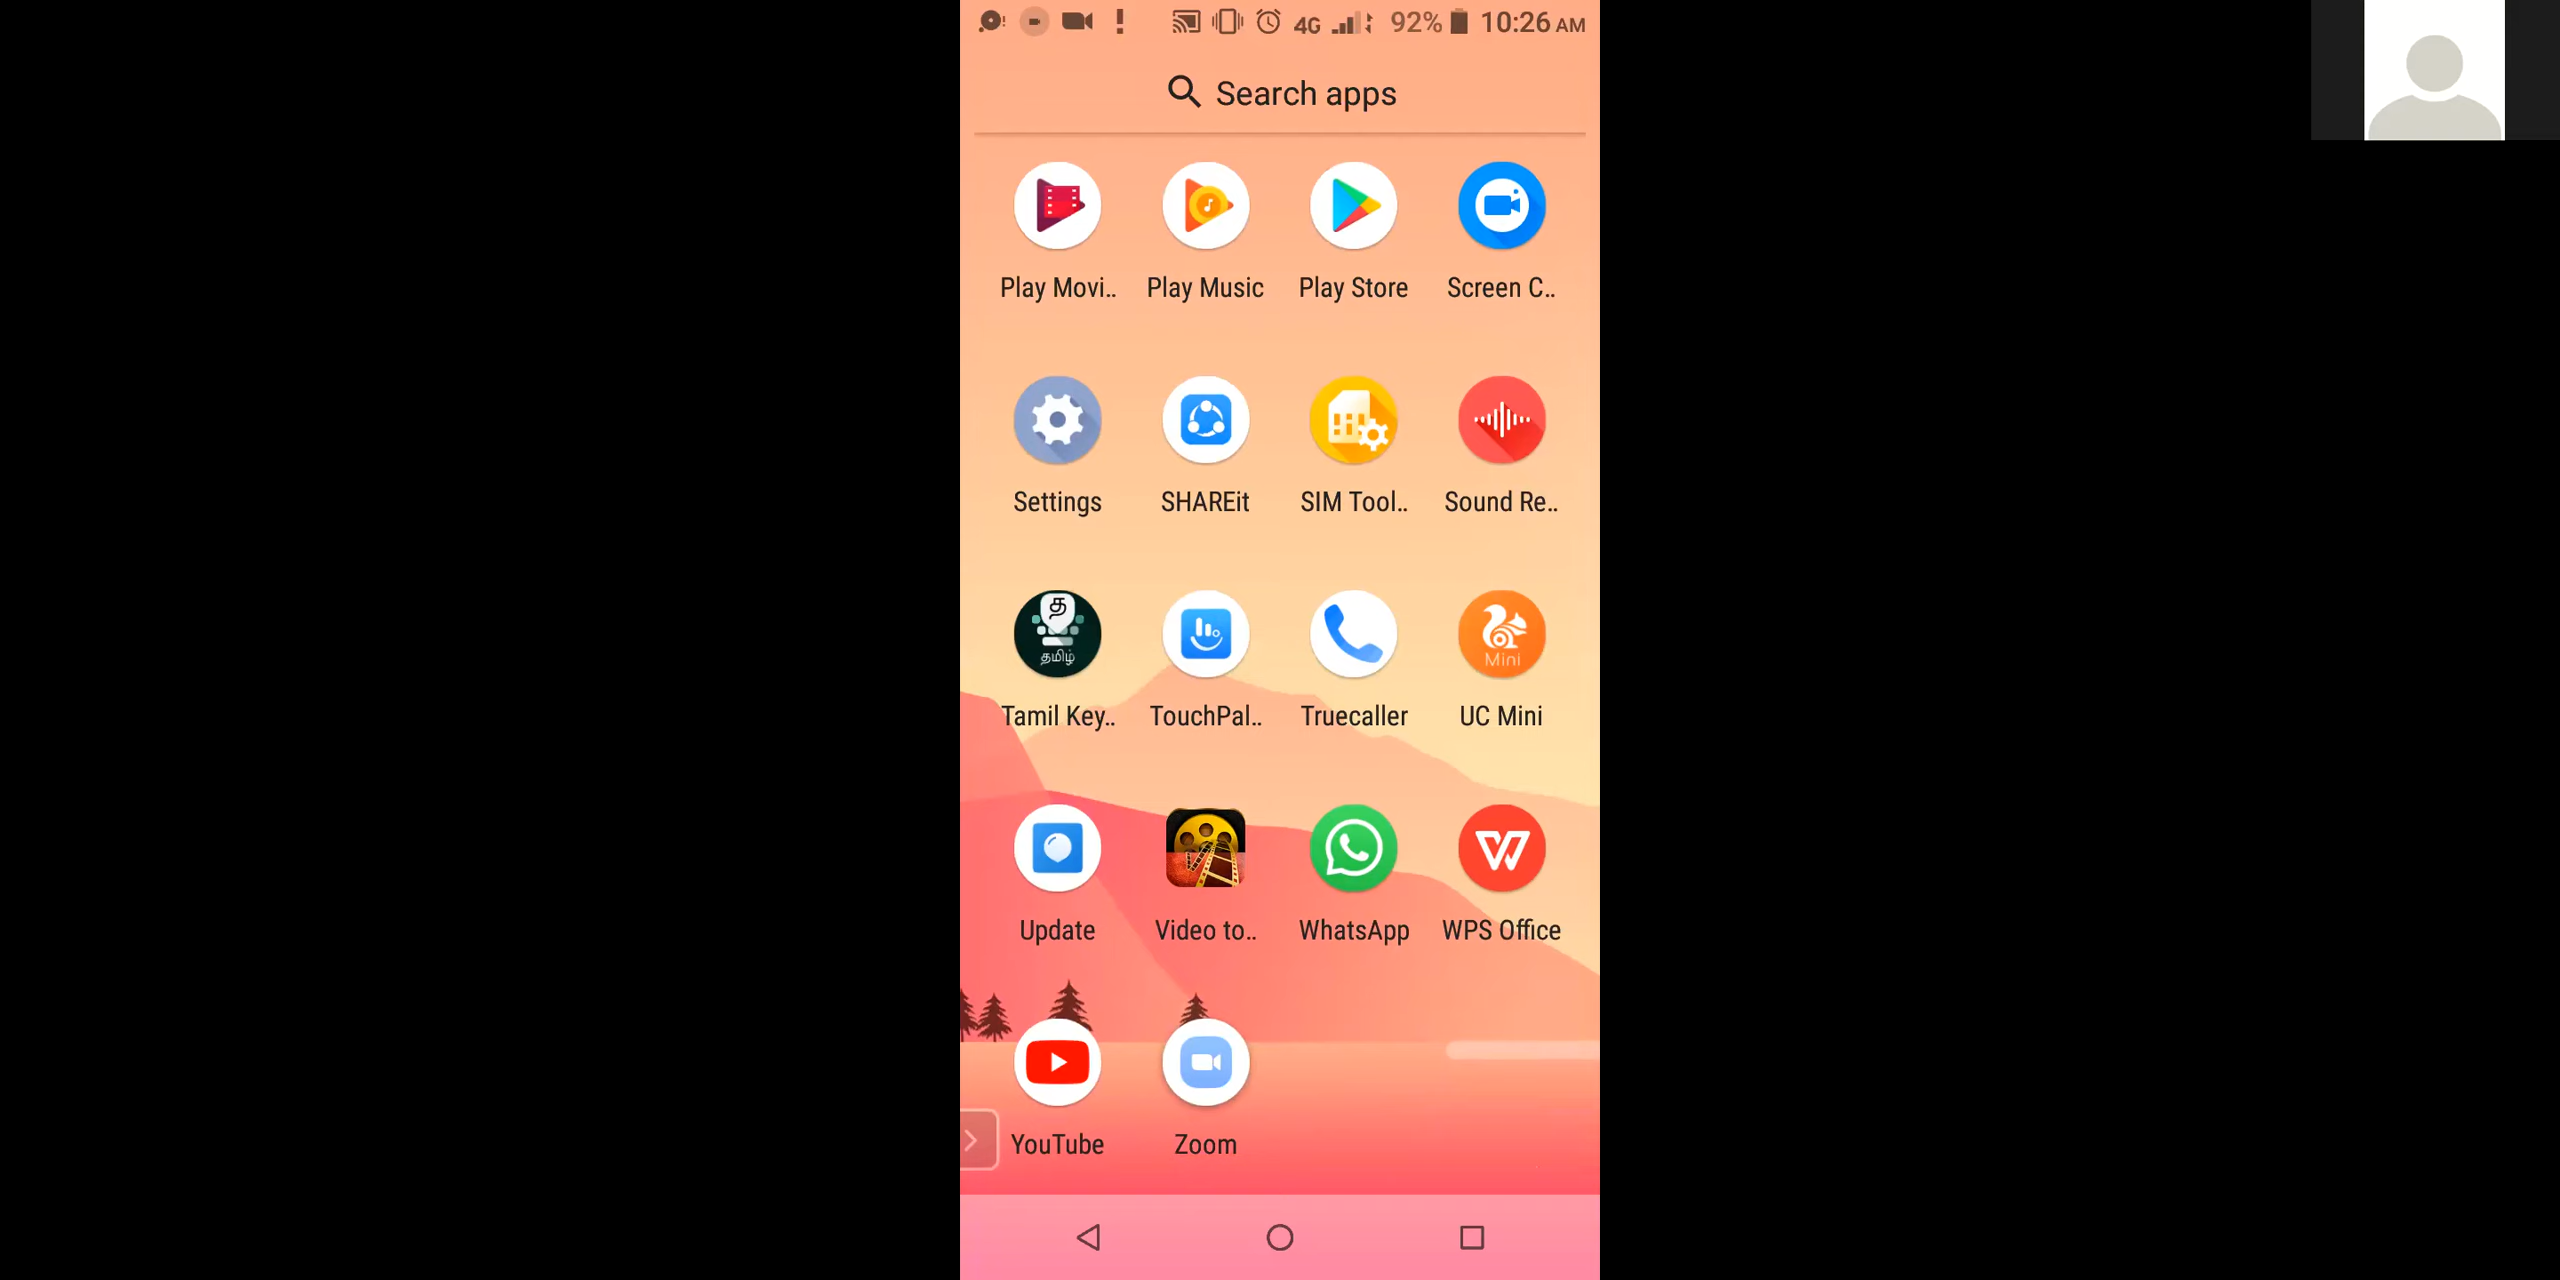 4G 92% 10:26 AM
Search apps
Play Movi.. Play Music Play Store Screen C..
Settings SHAREit SIM Tool.. Sound Re..
த
தமிழ்
Mini
Tamil Key.. TouchPal.. Truecaller UC Mini
Update Video to.. WhatsApp WPS Office
YouTube Zoom